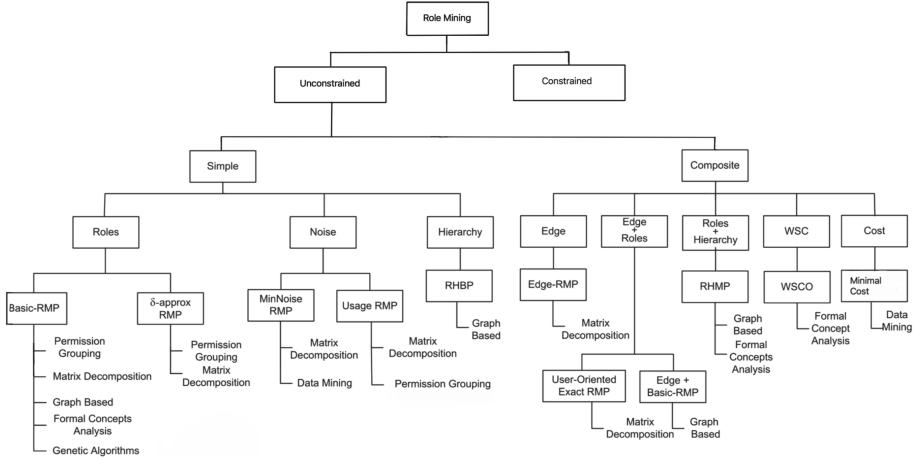 Role Mining
Unconstrained
Constrained
Simple
Composite
Roles
Noise
Hierarchy
Edge
Edge
+
Roles
Roles
+
Hierarchy
WSC
Cost
Basic-RMP
δ-approx
RMP
MinNoise
RMP
Usage RMP
RHBP
Edge-RMP
RHMP
WSCO
Minimal
Cost
Permission
Grouping
Matrix Decomposition
Graph Based
Formal Concepts
Analysis
Genetic Algorithms
Permission
Grouping
Matrix
Decomposition
Matrix
Decomposition
Data Mining
Matrix
Decomposition
Permission Grouping
Graph
Based
Matrix
Decomposition
User-Oriented
Exact RMP
Edge +
Basic-RMP
Matrix
Decomposition
Graph
Based
Graph
Based
Formal
Concepts
Analysis
Formal
Concept
Analysis
Data
Mining